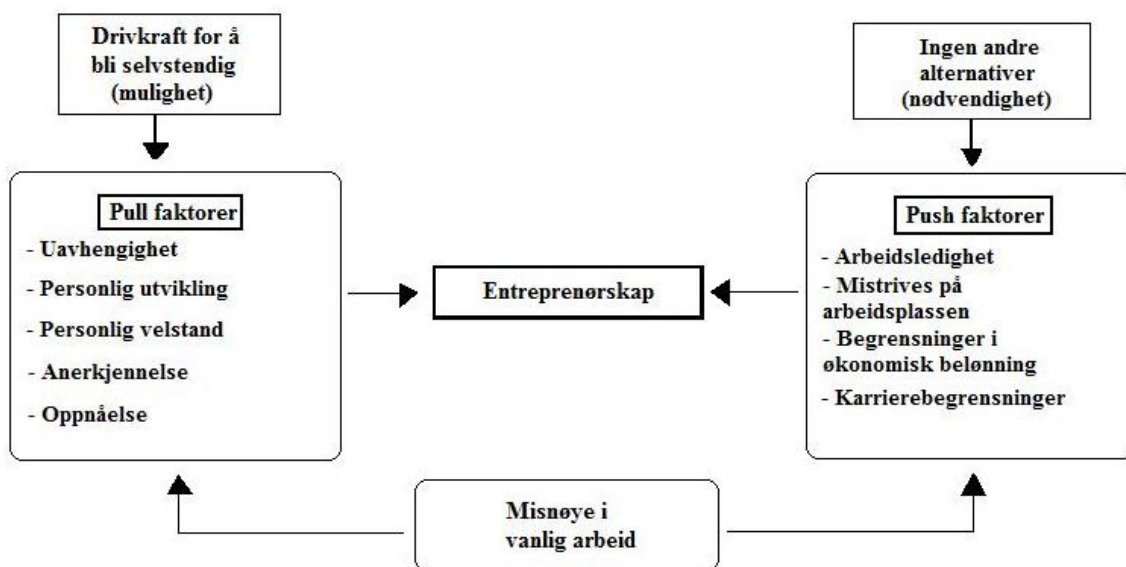 Drivkraft for å
bli selvstendig
(mulighet)
Ingen andre
alternativer
(nødvendighet)
Pull faktorer
- Uavhengighet
- Personlig utvikling
- Personlig velstand
- Anerkjennelse
- Oppnåelse
Entreprenørskap
Push faktorer
- Arbeidsledighet
- Mistrives på
arbeidsplassen
- Begrensninger i
økonomisk belønning
- Karrierebegrensninger
Misnøye i
vanlig arbeid